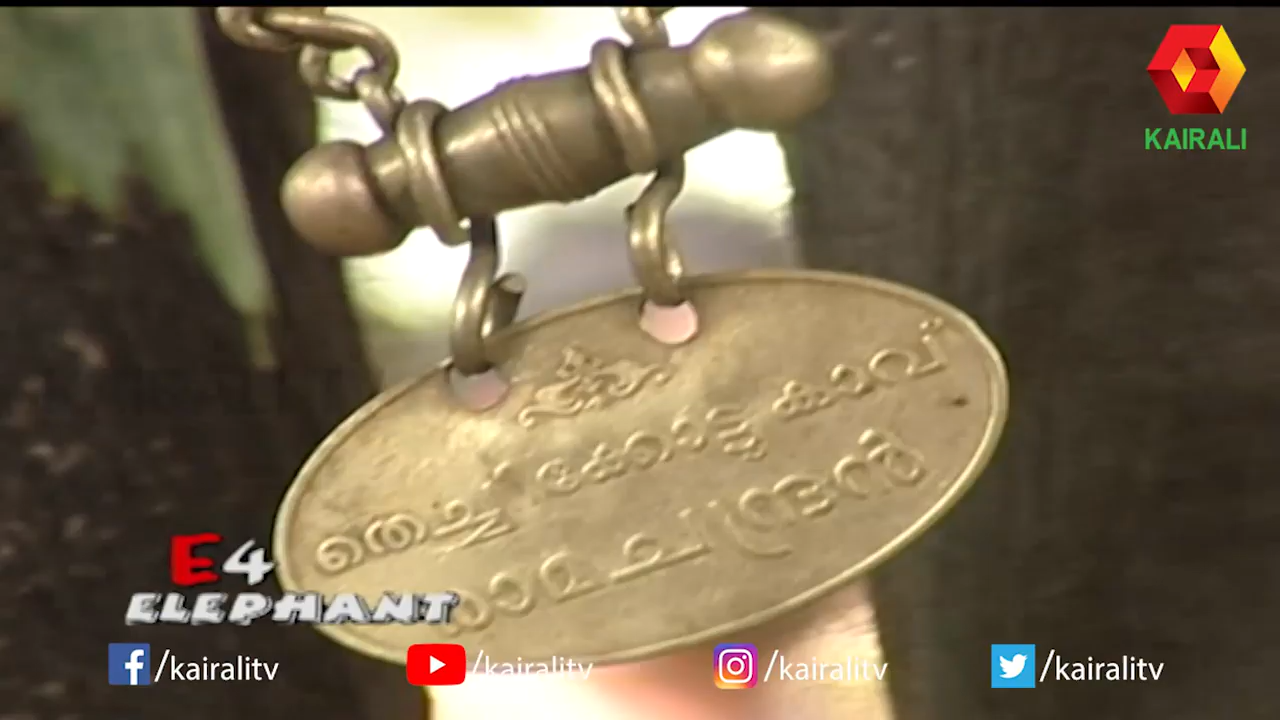 KAIRALI
തെച്ചിക്കോട്ട് കാവ്
രാമചന്ദ്രൻ
E4
ELEPHANT
/kairalitv
/kairalitv
/kairalitv
/kairalitv